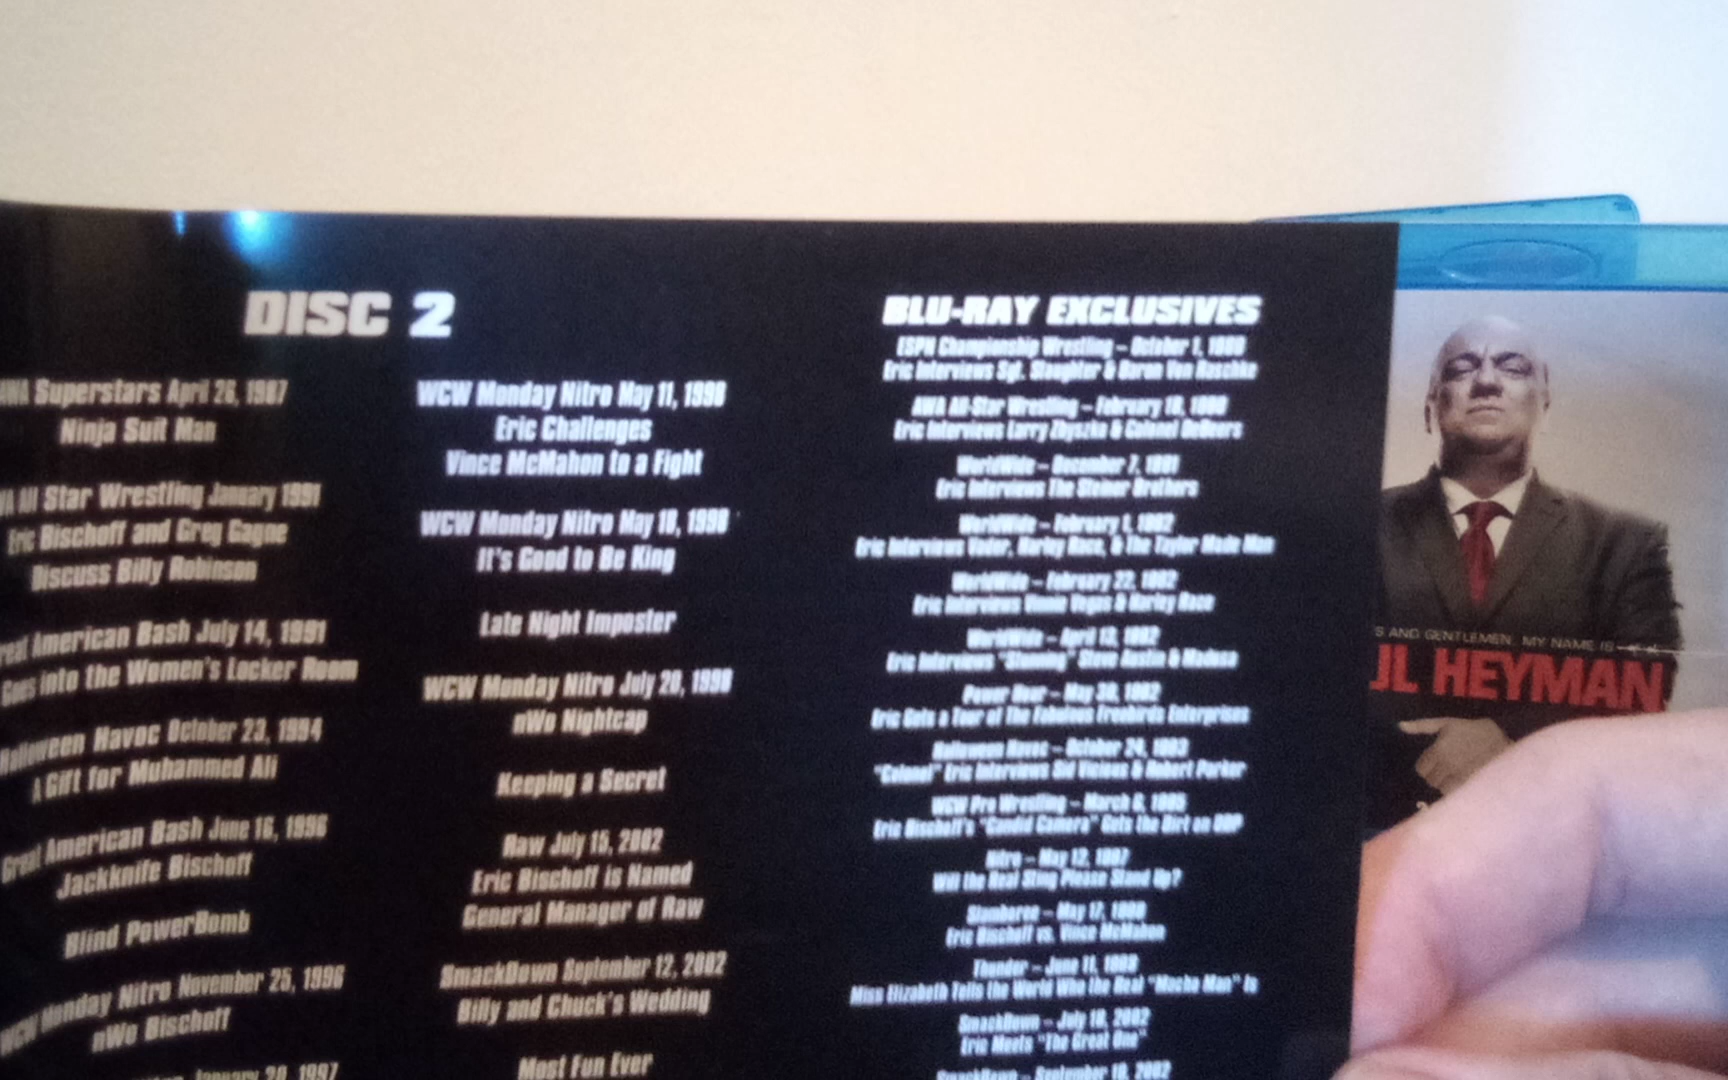 DISC 2
Superstars April 26, 1987
Ninja Suit Man
All Star Wrestling January 1991
Eric Bischoff and Greg Gagne
Discuss Billy Robinson
American Bash July 14, 1991
Goes into the Women's Locker Room
Halloween Havoc October 23, 1994
A Gift for Muhammed Ali
Great American Bash June 16, 1996
Jackknife Bischoff
Blind PowerBomb
WCW Monday Nitro November 25, 1996
nWo Bischoff
January 20, 1997
WCW Monday Nitro May 11, 1998
Eric Challenges
Vince McMahon to a Fight
WCW Monday Nitro May 18, 1998
It's Good to Be King
Late Night Imposter
WCW Monday Nitro July 20, 1998
nWo Nightcap
Keeping a Secret
Raw July 15, 2002
Eric Bischoff is Named
General Manager of Raw
SmackDown September 12, 2002
Billy and Chuck's Wedding
Most Fun Ever
BLU-RAY EXCLUSIVES
ESPN Championship Wrestling – October 1,
Eric Interviews Sgt. Slaughter & Baron Von Raschke
AWA All-Star Wrestling – February
Eric Interviews Larry Zbyszko & Colonel DeBeers
WorldWide – December 7, 1991
Eric Interviews The Steiner Brothers
WorldWide – February 1, 1992
Eric Interviews Vader, Harley Race, & The Taylor Made Man
WorldWide – February 22, 1992
Eric Interviews Vinnie Vegas & Harley Race
WorldWide – April 1992
Eric Interviews "Stunning" Steve Austin & Madusa
Power Hour – May 30, 1992
Eric Gets a Tour of The Fabulous Freebirds Enterprises
Halloween Havoc – October 24, 1993
"Colonel" Eric Interviews Sid Vicious & Robert Parker
WCW Pro Wrestling – March 1995
Eric Bischoff's "Candid Camera" Gets the Dirt on DDP
Nitro – May 12, 1997
Will the Real Sting Please Stand Up?
Slamboree – May 17, 1998
Eric Bischoff vs. Vince McMahon
Thunder – June 11, 1998
Miss Elizabeth Tells the World Who the Real "Macho Man" Is
SmackDown – July 18, 2002
Eric Meets "The Great One"
SmackDown – September 2002
S AND GENTLEMEN, MY NAME IS
UL HEYMAN